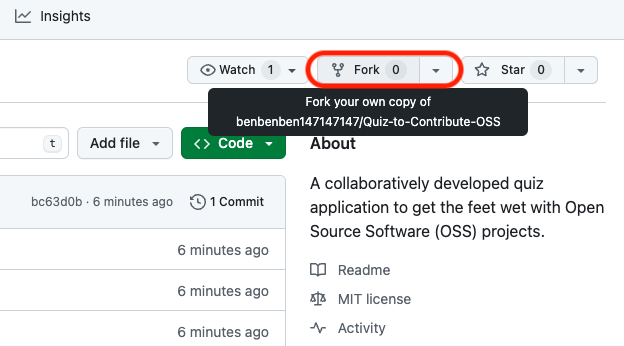 Insights
Watch 1
Fork 0
Star 0
Fork your own copy of
benbenben147147147/Quiz-to-Contribute-OSS
t
Add file
<> Code
About
bc63d0b · 6 minutes ago
1 Commit
6 minutes ago
6 minutes ago
6 minutes ago
A collaboratively developed quiz
application to get the feet wet with Open
Source Software (OSS) projects.
Readme
MIT license
Activity